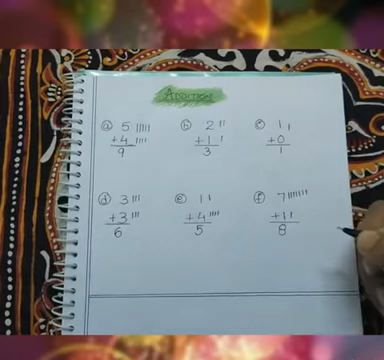 ADDITION
ⓐ 5 ⓑ 2 ⓒ 1
+4 +1 +0
9 3 1
ⓓ 3 ⓔ 1 ⓕ 7
+3 +4 +1
6 5 8